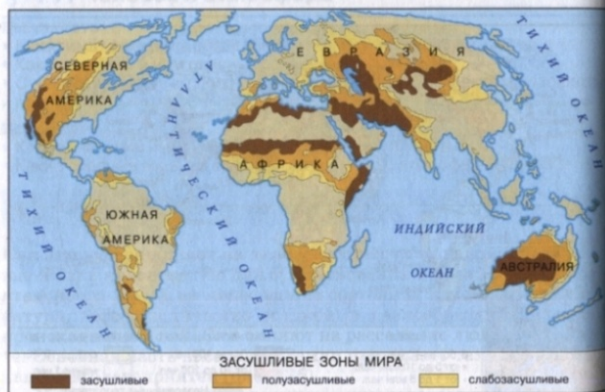 СЕВЕРНАЯ
АМЕРИКА
ЕВРАЗИЯ
ТИХИЙ ОКЕАН
АТЛАНТИЧЕСКИЙ ОКЕАН
АФРИКА
ТИХИЙ ОКЕАН
ЮЖНАЯ
АМЕРИКА
ИНДИЙСКИЙ
ОКЕАН
АВСТРАЛИЯ
ЗАСУШЛИВЫЕ ЗОНЫ МИРА
засушливые
полузасушливые
слабозасушливые